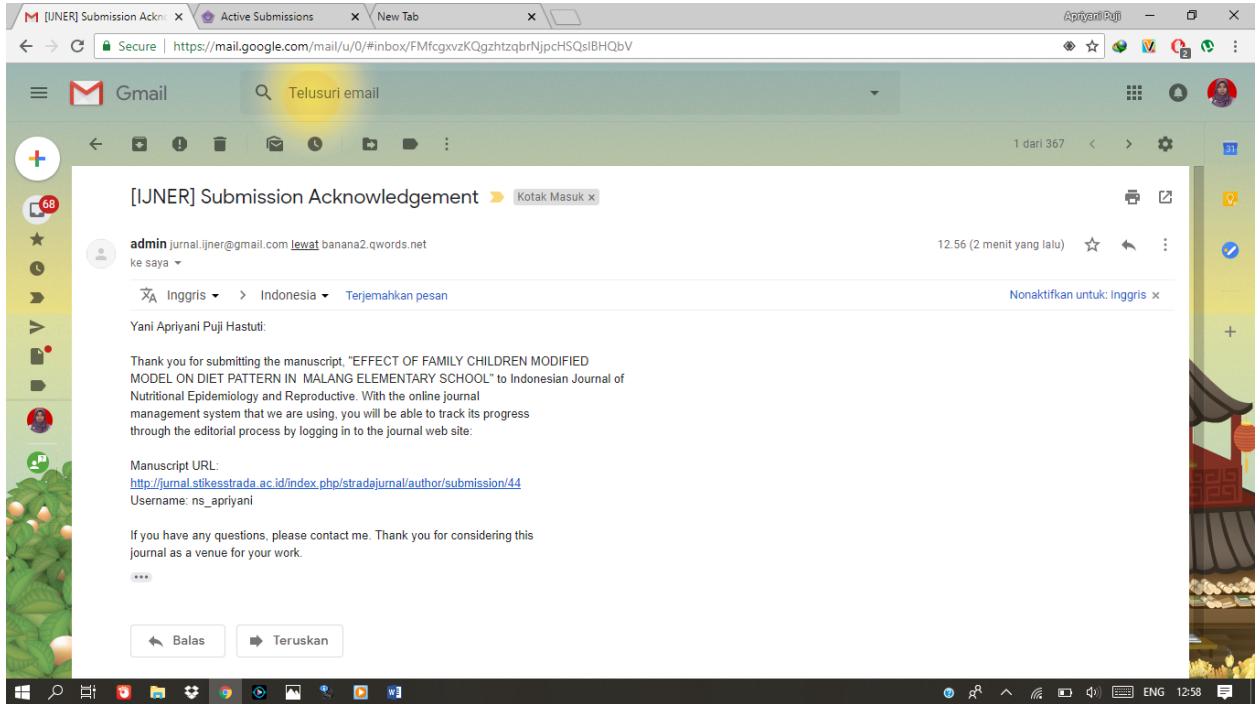 [IJNER] Submission Ackno
Active Submissions
New Tab
Apriyani Puji
Secure | https://mail.google.com/mail/u/0/#inbox/FMfcgxvzKQgzhtzqbrNjpcHSQslBHQbV
2
Gmail
Telusuri email
1 dari 367
31
68
[IJNER] Submission Acknowledgement
Kotak Masuk x
admin jurnal.ijner@gmail.com lewat banana2.qwords.net
12.56 (2 menit yang lalu)
ke saya
Inggris > Indonesia Terjemahkan pesan
Nonaktifkan untuk: Inggris x
Yani Apriyani Puji Hastuti:
Thank you for submitting the manuscript, "EFFECT OF FAMILY CHILDREN MODIFIED
MODEL ON DIET PATTERN IN MALANG ELEMENTARY SCHOOL" to Indonesian Journal of
Nutritional Epidemiology and Reproductive. With the online journal
management system that we are using, you will be able to track its progress
through the editorial process by logging in to the journal web site:
Manuscript URL:
http://jurnal.stikesstrada.ac.id/index.php/stradajurnal/author/submission/44
Username: ns_apriyani
If you have any questions, please contact me. Thank you for considering this
journal as a venue for your work.
Balas
Teruskan
ENG 12:58